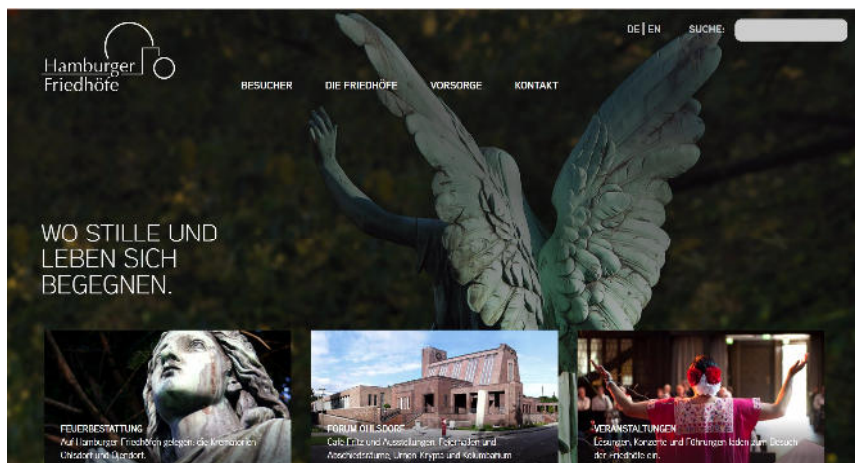 DE | EN
SUCHE:
Hamburger
Friedhöfe
BESUCHER
DIE FRIEDHÖFE
VORSORGE
KONTAKT
WO STILLE UND
LEBEN SICH
BEGEGNEN.
FEUERBESTATTUNG
Auf Hamburger Friedhöfen gelegen: die Krematorien
Ohlsdorf und Öjendorf.
FORUM OHLSDORF
Café Fritz und Ausstellungen, Feierhallen und
Abschiedsräume, Urnen-Krypta und Kolumbarium
VERANSTALTUNGEN
Lesungen, Konzerte und Führungen laden zum Besuch
der Friedhöfe ein.